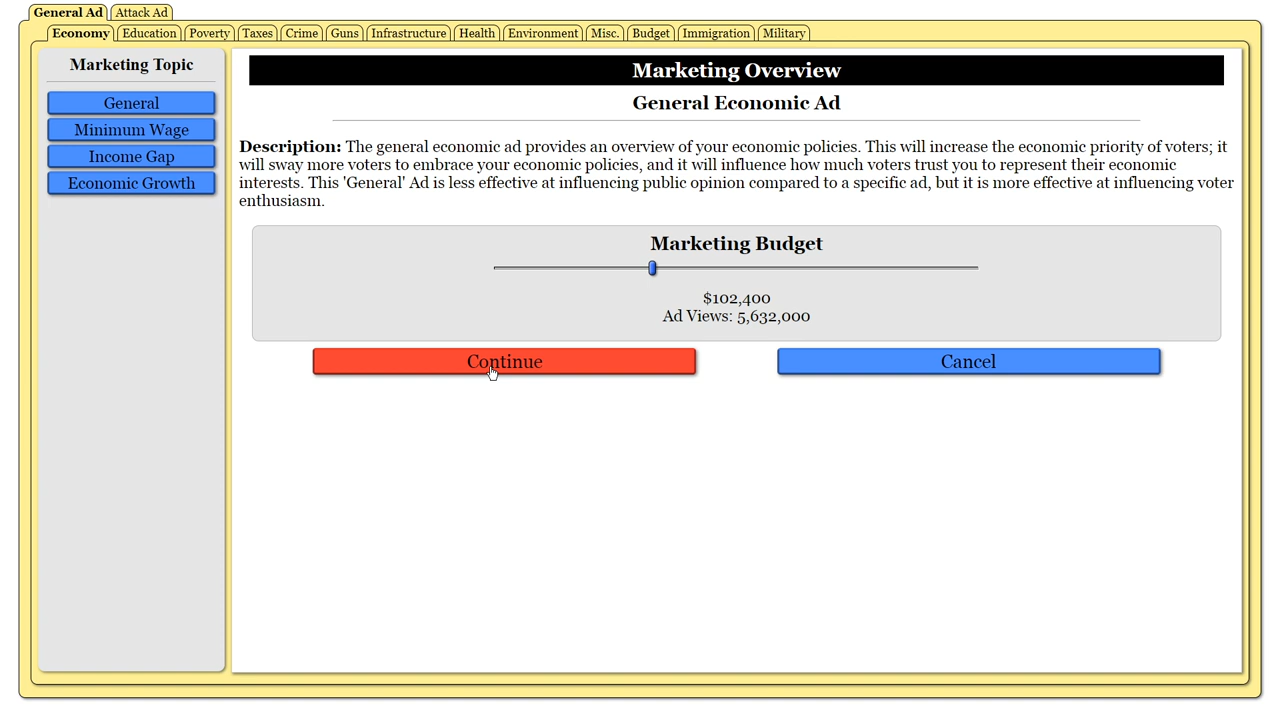 General Ad Attack Ad
Economy Education Poverty Taxes Crime Guns Infrastructure Health Environment Misc. Budget Immigration Military
Marketing Topic
General
Minimum Wage
Income Gap
Economic Growth
Marketing Overview
General Economic Ad
Description: The general economic ad provides an overview of your economic policies. This will increase the economic priority of voters; it
will sway more voters to embrace your economic policies, and it will influence how much voters trust you to represent their economic
interests. This 'General' Ad is less effective at influencing public opinion compared to a specific ad, but it is more effective at influencing voter
enthusiasm.
Marketing Budget
$102,400
Ad Views: 5,632,000
Continue Cancel